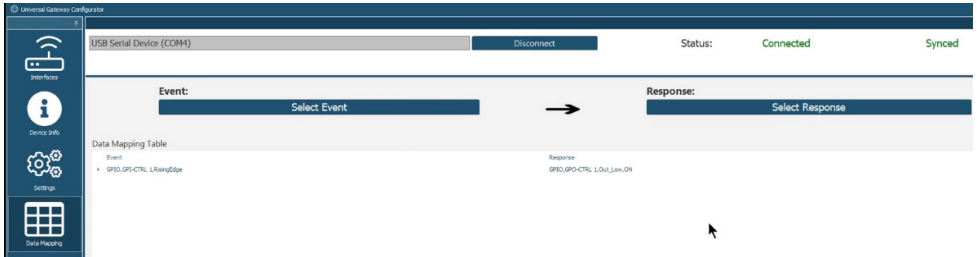 Universal Gateway Configurator
USB Serial Device (COM4)
Disconnect
Status:
Connected
Synced
Interfaces
Event:
Response:
Select Event
Select Response
Device Info
Data Mapping Table
Event
Response
GPIO,GPI-CTRL 1,RisingEdge
GPIO,GPO-CTRL 1,Out_Low,ON
Settings
Data Mapping